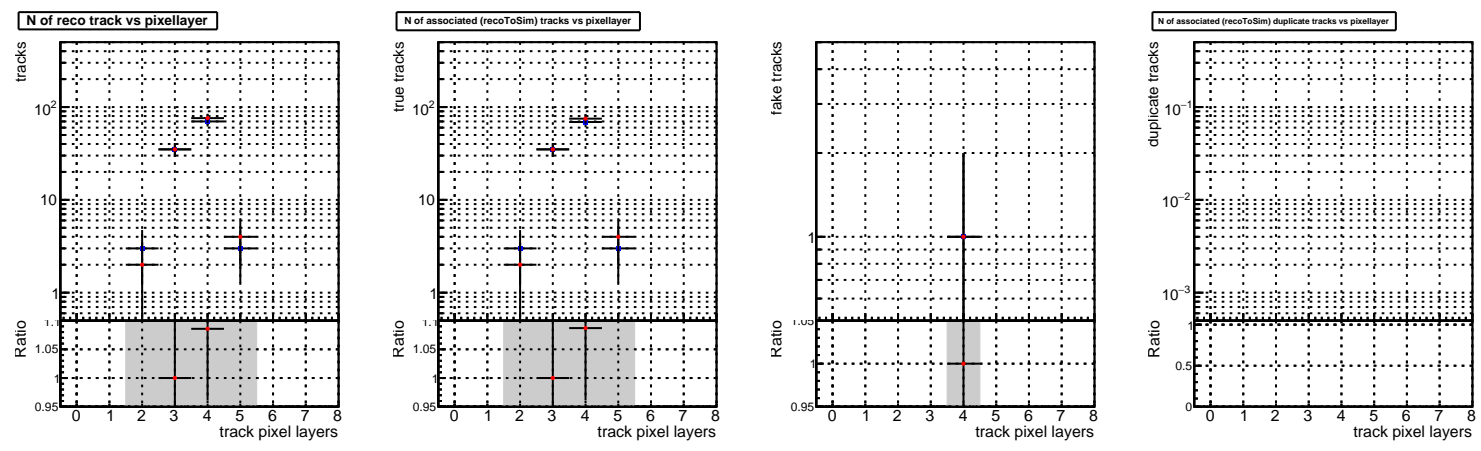 N of reco track vs pixellayer
tracks
10²
10
1
Ratio
1.1
1.05
1
0.95
0 1 2 3 4 5 6 7 8
track pixel layers
N of associated (recoToSim) tracks vs pixellayer
true tracks
10²
10
1
Ratio
1.1
1.05
1
0.95
0 1 2 3 4 5 6 7 8
track pixel layers
fake tracks
1
Ratio
1.05
1
0.95
0 1 2 3 4 5 6 7 8
track pixel layers
N of associated (recoToSim) duplicate tracks vs pixellayer
duplicate tracks
10⁻¹
10⁻²
10⁻³
Ratio
1
0.5
0
0 1 2 3 4 5 6 7 8
track pixel layers